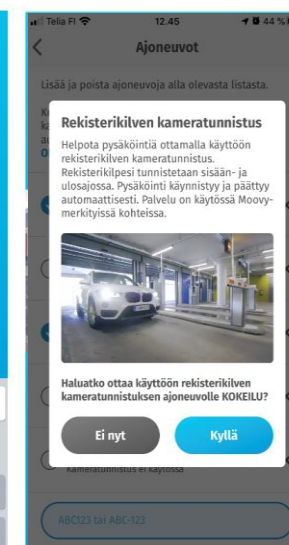 Telia FI
12.45
44 %
Ajoneuvot
Lisää ja poista ajoneuvoja alla olevasta listasta.
Rekisterikilven kameratunnistus
Helpota pysäköintiä ottamalla käyttöön
rekisterikilven kameratunnistus.
Rekisterikilpesi tunnistetaan sisään- ja
ulosajossa. Pysäköinti käynnistyy ja päättyy
automaattisesti. Palvelu on käytössä Moovy-
merkityissä kohteissa.
Haluatko ottaa käyttöön rekisterikilven
kameratunnistuksen ajoneuvolle KOKEILU?
Ei nyt
Kyllä
Kameratunnistus ei käytössä
ABC123 tai ABC-123